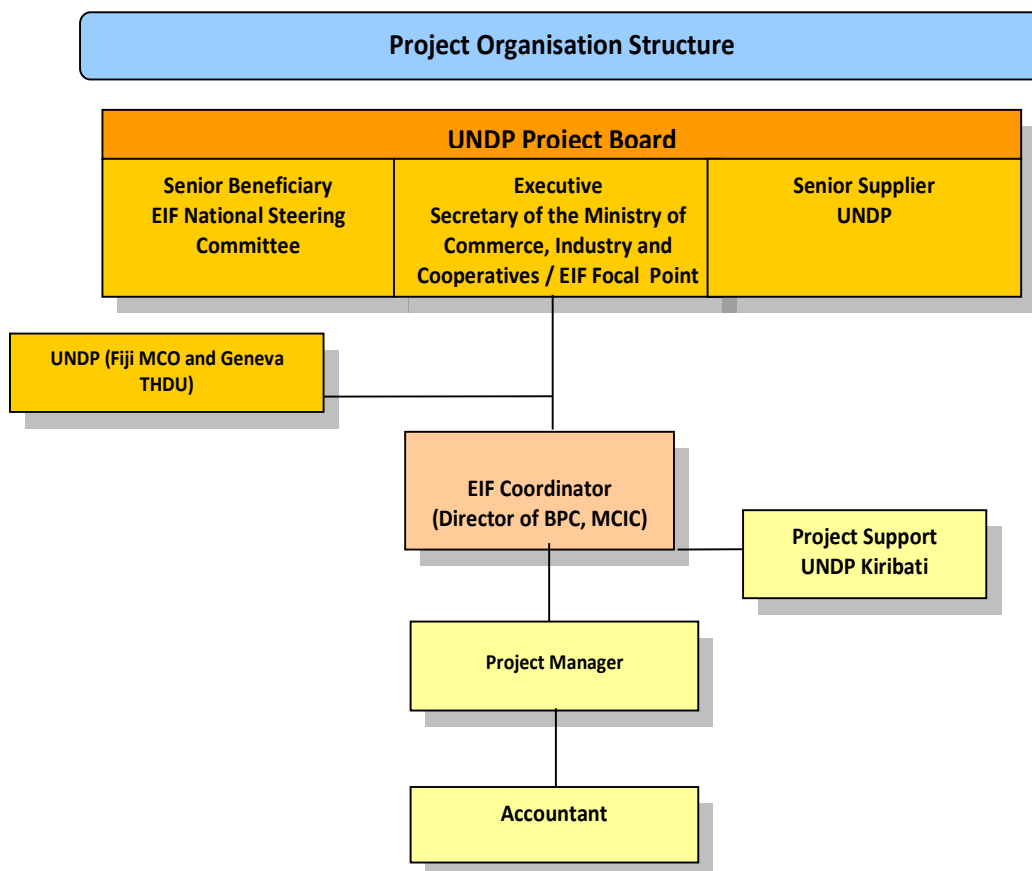 Project Organisation Structure
UNDP Project Board
Senior Beneficiary
EIF National Steering
Committee
Executive
Secretary of the Ministry of
Commerce, Industry and
Cooperatives / EIF Focal Point
Senior Supplier
UNDP
UNDP (Fiji MCO and Geneva
THDU)
EIF Coordinator
(Director of BPC, MCIC)
Project Support
UNDP Kiribati
Project Manager
Accountant